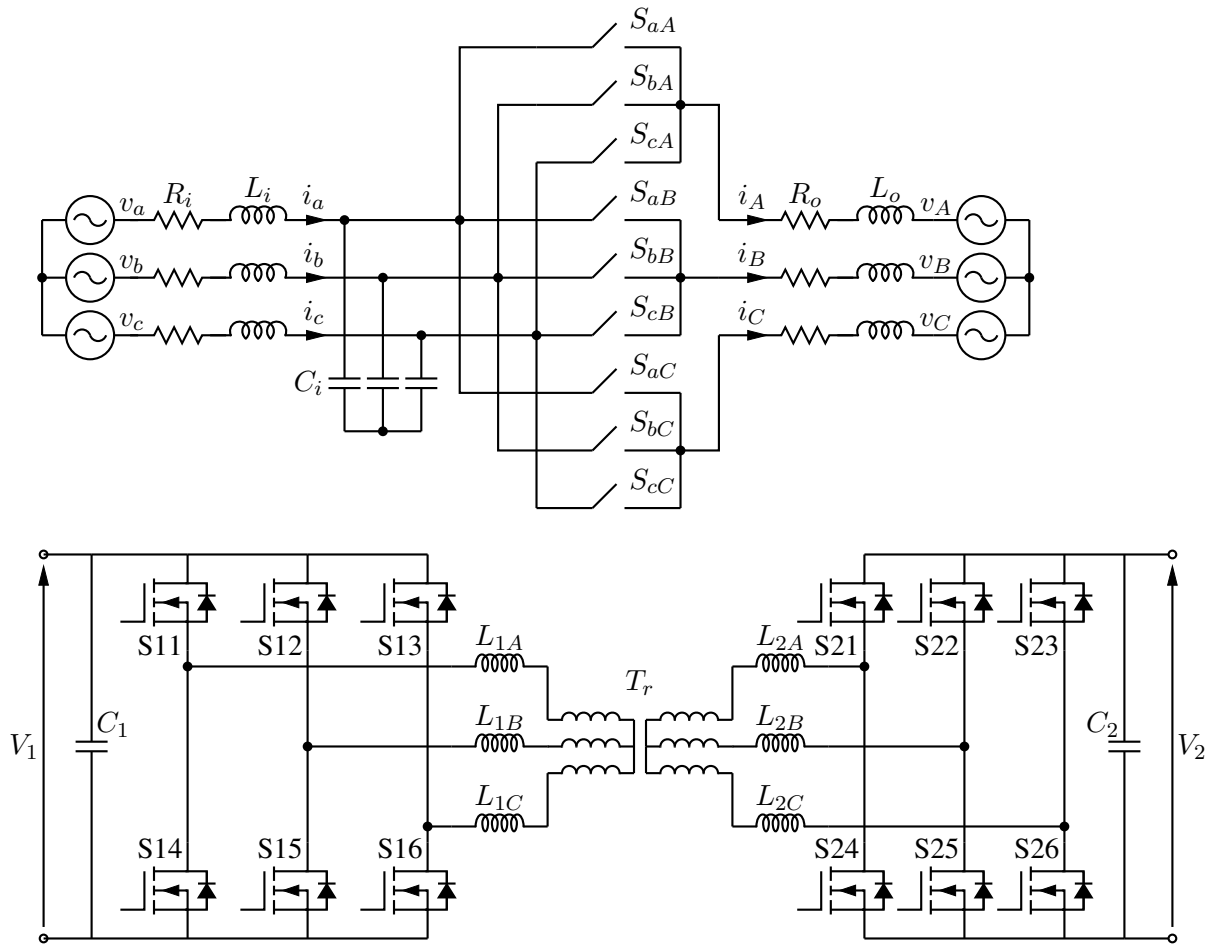 S_{aA}
S_{bA}
S_{cA}
v_a R_i L_i i_a S_{aB} i_A R_o L_o v_A
v_b i_b S_{bB} i_B v_B
v_c i_c S_{cB} i_C v_C
C_i S_{aC}
S_{bC}
S_{cC}
S11 S12 S13 L_{1A} L_{2A} S21 S22 S23
T_r
V_1 C_1 L_{1B} L_{2B} C_2 V_2
L_{1C} L_{2C}
S14 S15 S16 S24 S25 S26